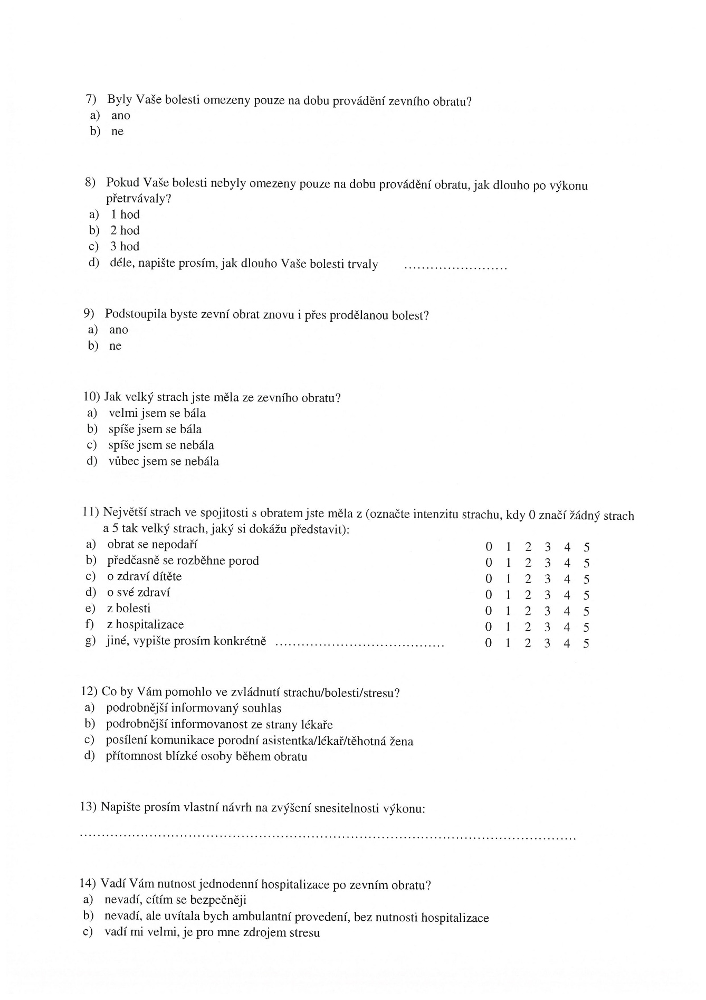 7) Byly Vaše bolesti omezeny pouze na dobu provádění zevního obratu?
a) ano
b) ne
8) Pokud Vaše bolesti nebyly omezeny pouze na dobu provádění obratu, jak dlouho po výkonu
přetrvávaly?
a) 1 hod
b) 2 hod
c) 3 hod
d) déle, napište prosím, jak dlouho Vaše bolesti trvaly ........................
9) Podstoupila byste zevní obrat znovu i přes prodělanou bolest?
a) ano
b) ne
10) Jak velký strach jste měla ze zevního obratu?
a) velmi jsem se bála
b) spíše jsem se bála
c) spíše jsem se nebála
d) vůbec jsem se nebála
11) Největší strach ve spojitosti s obratem jste měla z (označte intenzitu strachu, kdy 0 značí žádný strach
a 5 tak velký strach, jaký si dokážu představit):
a) obrat se nepodaří 0 1 2 3 4 5
b) předčasně se rozběhne porod 0 1 2 3 4 5
c) o zdraví dítěte 0 1 2 3 4 5
d) o své zdraví 0 1 2 3 4 5
e) z bolesti 0 1 2 3 4 5
f) z hospitalizace 0 1 2 3 4 5
g) jiné, vypište prosím konkrétně ....................................... 0 1 2 3 4 5
12) Co by Vám pomohlo ve zvládnutí strachu/bolesti/stresu?
a) podrobnější informovaný souhlas
b) podrobnější informovanost ze strany lékaře
c) posílení komunikace porodní asistentka/lékař/těhotná žena
d) přítomnost blízké osoby během obratu
13) Napište prosím vlastní návrh na zvýšení snesitelnosti výkonu:
...................................................................................................................
14) Vadí Vám nutnost jednodenní hospitalizace po zevním obratu?
a) nevadí, cítím se bezpečněji
b) nevadí, ale uvítala bych ambulantní provedení, bez nutnosti hospitalizace
c) vadí mi velmi, je pro mne zdrojem stresu